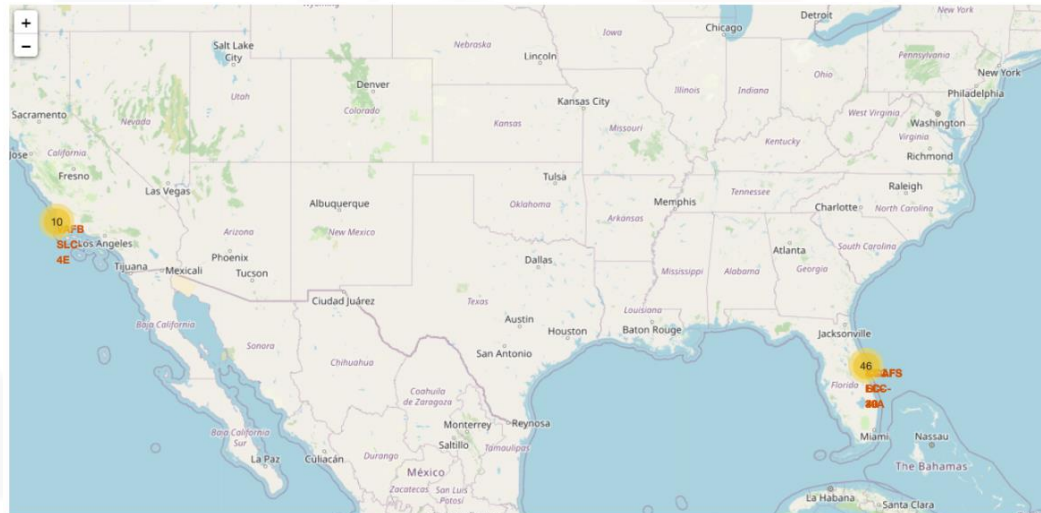 +
−
Wyoming
Iowa
Chicago
Detroit
New York
Salt Lake
City
Nebraska
Lincoln
Pennsylvania
New York
Utah
Denver
Colorado
Illinois
Indiana
Ohio
Philadelphia
Sacramento
Nevada
Kansas City
Kansas
Missouri
West Virginia
Washington
Virginia
Jose
California
Kentucky
Richmond
Fresno
Las Vegas
Tulsa
Tennessee
Raleigh
Albuquerque
Oklahoma
Memphis
Charlotte
North Carolina
10
SLC-
4E
Los Angeles
Arizona
New Mexico
Arkansas
South Carolina
Phoenix
Atlanta
Tijuana
Mexicali
Tucson
Dallas
Mississippi
Alabama
Georgia
Ciudad Juárez
Texas
Louisiana
Baja California
Sonora
Austin
Houston
Baton Rouge
Jacksonville
Chihuahua
San Antonio
46
Florida
Coahuila
de Zaragoza
Baja California
Sur
Monterrey
Reynosa
Miami
Nassau
La Paz
Culiacán
Durango
Saltillo
Tamaulipas
The Bahamas
México
Zacatecas
San Luis
Potosí
La Habana
Santa Clara